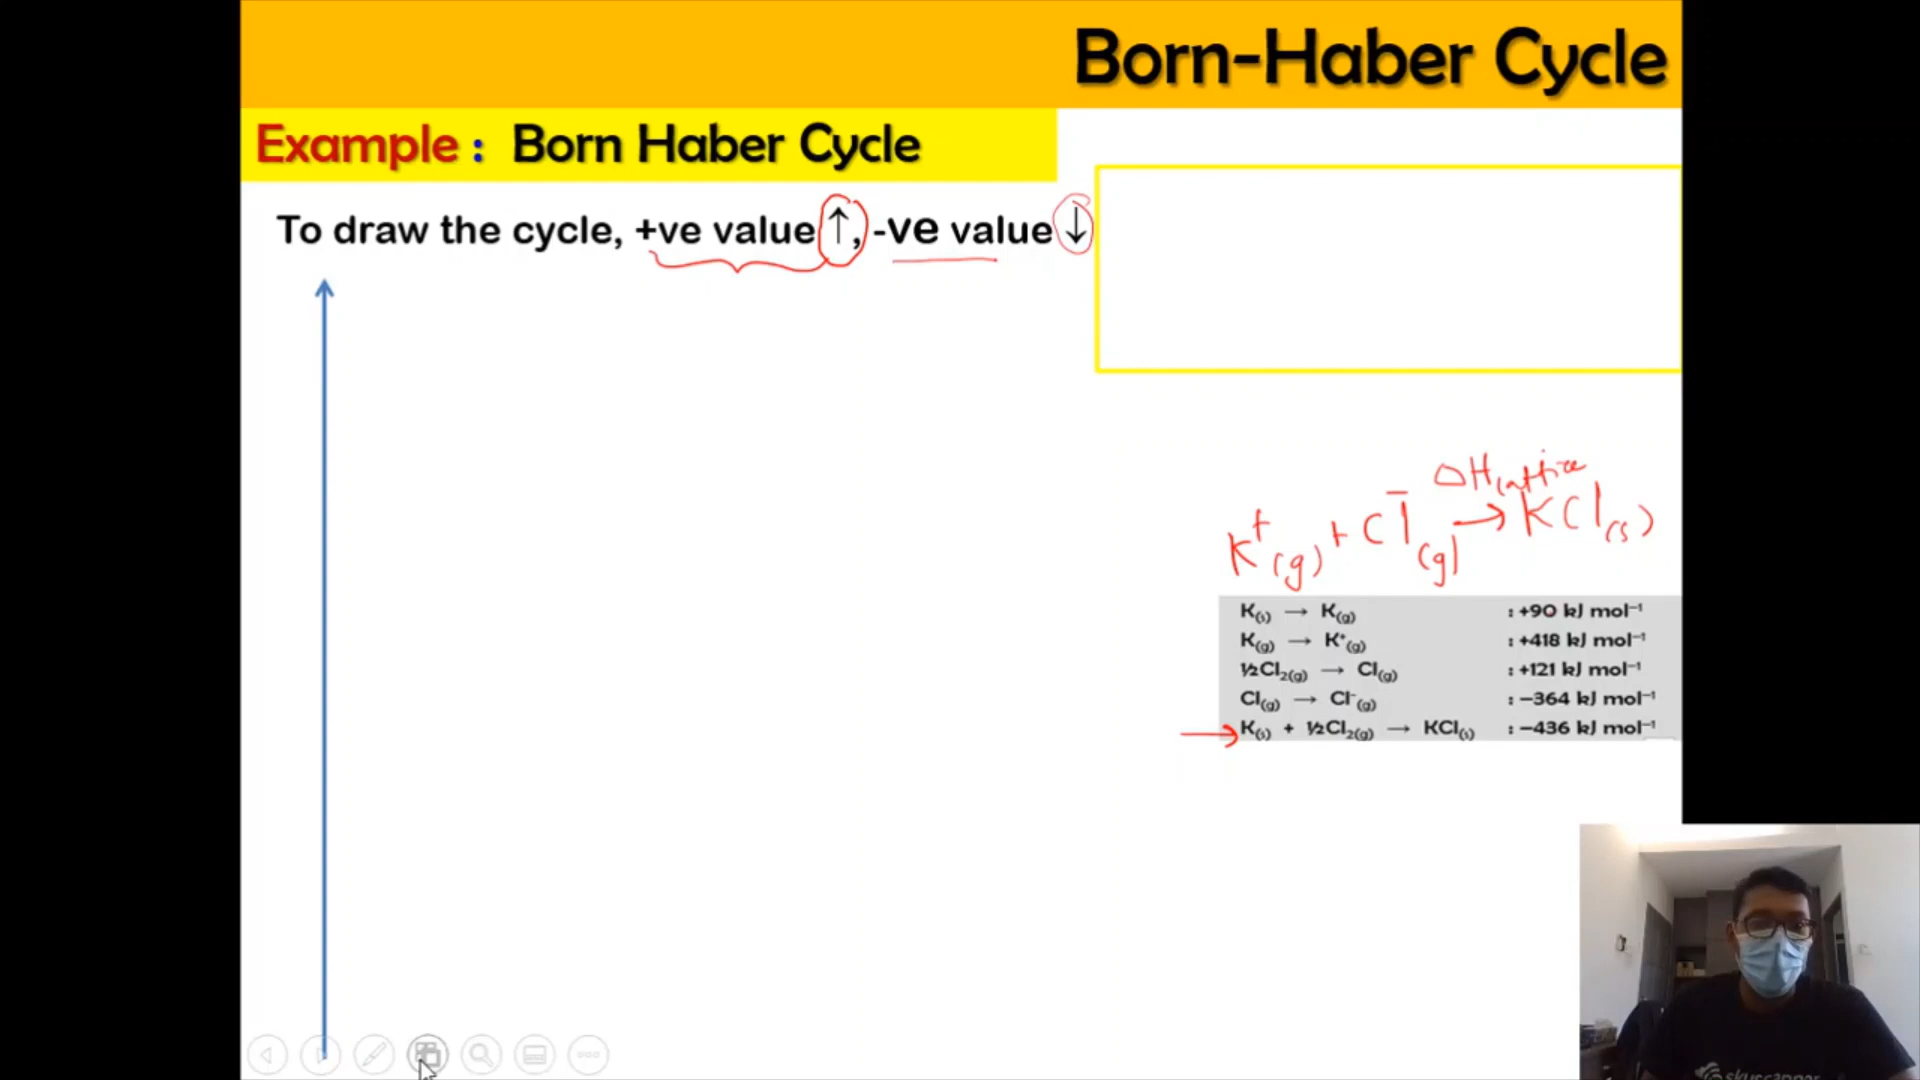 Born-Haber Cycle
Example : Born Haber Cycle
To draw the cycle, +ve value ↑, -ve value ↓
ΔHlattice
K⁺(g) + Cl⁻(g) → KCl(s)
K(s) → K(g) : +90 kJ mol⁻¹
K(g) → K⁺(g) : +418 kJ mol⁻¹
½Cl₂(g) → Cl(g) : +121 kJ mol⁻¹
Cl(g) → Cl⁻(g) : −364 kJ mol⁻¹
K(s) + ½Cl₂(g) → KCl(s) : −436 kJ mol⁻¹
skyscanner